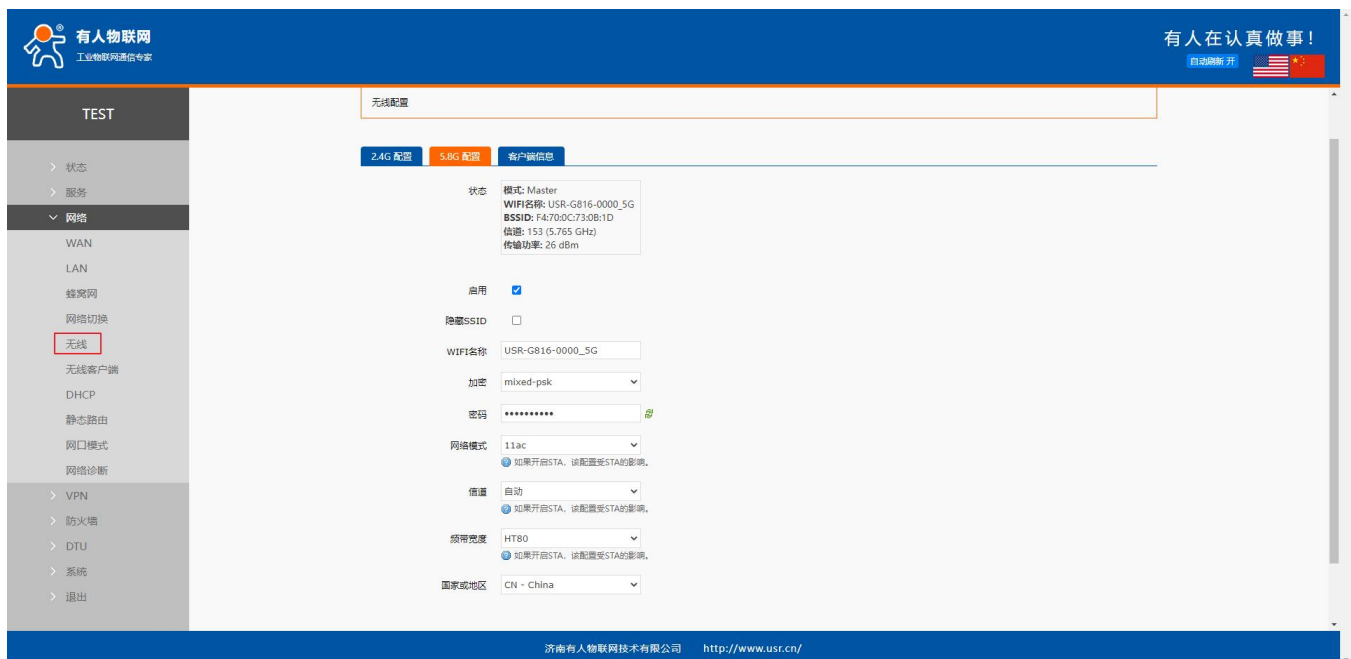 有人物联网
工业物联网通信专家
有人在认真做事！
自动刷新 开
TEST
状态
服务
网络
WAN
LAN
蜂窝网
网络切换
无线
无线客户端
DHCP
静态路由
网口模式
网络诊断
VPN
防火墙
DTU
系统
退出
无线配置
2.4G 配置 5.8G 配置 客户端信息
状态 模式: Master
WIFI名称: USR-G816-0000_5G
BSSID: F4:70:0C:73:0B:1D
信道: 153 (5.765 GHz)
传输功率: 26 dBm
启用
隐藏SSID
WIFI名称 USR-G816-0000_5G
加密 mixed-psk
密码 ••••••••••
网络模式 11ac
如果开启STA，该配置受STA的影响。
信道 自动
如果开启STA，该配置受STA的影响。
频带宽度 HT80
如果开启STA，该配置受STA的影响。
国家或地区 CN - China
济南有人物联网技术有限公司 http://www.usr.cn/